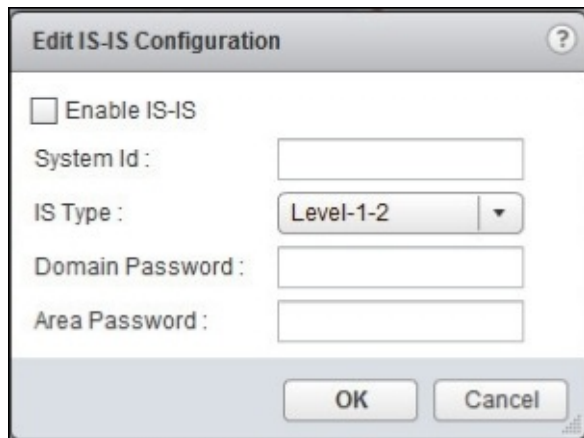 Edit IS-IS Configuration
?
Enable IS-IS
System Id :
IS Type : Level-1-2
Domain Password :
Area Password :
OK Cancel